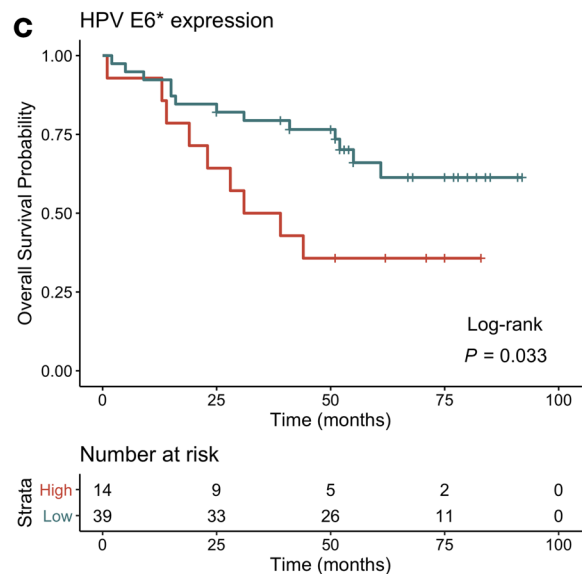 C HPV E6* expression
Overall Survival Probability
1.00
0.75
0.50
0.25
0.00
Log-rank
P = 0.033
0 25 50 75 100
Time (months)
Number at risk
Strata
High 14 9 5 2 0
Low 39 33 26 11 0
0 25 50 75 100
Time (months)